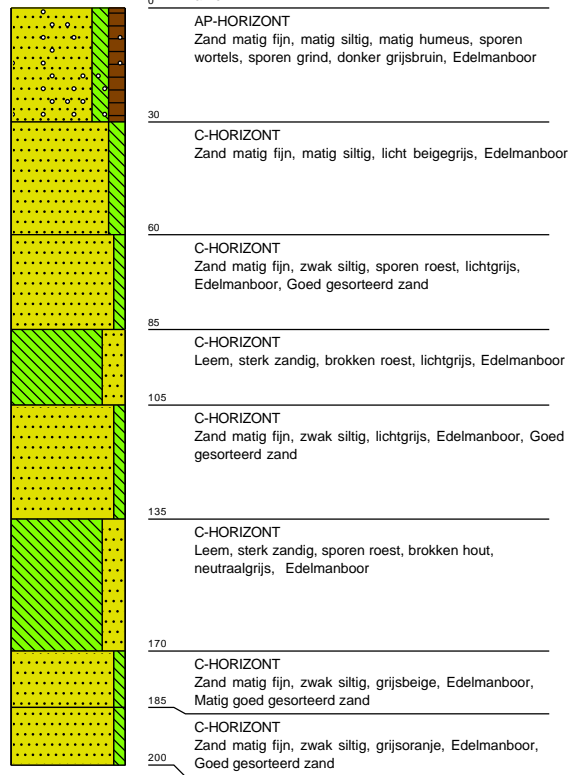 0
AP-HORIZONT
Zand matig fijn, matig siltig, matig humeus, sporen
wortels, sporen grind, donker grijsbruin, Edelmanboor
30
C-HORIZONT
Zand matig fijn, matig siltig, licht beigegrijs, Edelmanboor
60
C-HORIZONT
Zand matig fijn, zwak siltig, sporen roest, lichtgrijs,
Edelmanboor, Goed gesorteerd zand
85
C-HORIZONT
Leem, sterk zandig, brokken roest, lichtgrijs, Edelmanboor
105
C-HORIZONT
Zand matig fijn, zwak siltig, lichtgrijs, Edelmanboor, Goed
gesorteerd zand
135
C-HORIZONT
Leem, sterk zandig, sporen roest, brokken hout,
neutraalgrijs, Edelmanboor
170
C-HORIZONT
Zand matig fijn, zwak siltig, grijsbeige, Edelmanboor,
Matig goed gesorteerd zand
185
C-HORIZONT
Zand matig fijn, zwak siltig, grijsoranje, Edelmanboor,
Goed gesorteerd zand
200